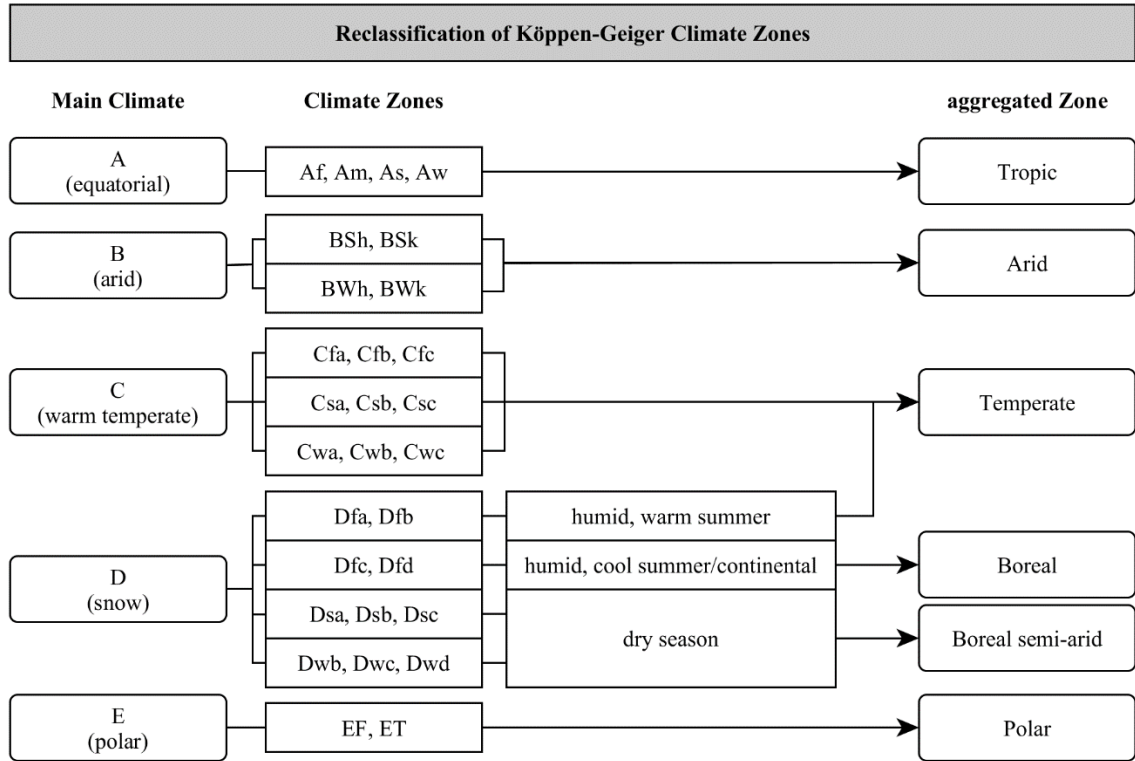 Reclassification of Köppen-Geiger Climate Zones
Main Climate
Climate Zones
aggregated Zone
A
(equatorial)
Af, Am, As, Aw
Tropic
B
(arid)
BSh, BSk
BWh, BWk
Arid
C
(warm temperate)
Cfa, Cfb, Cfc
Csa, Csb, Csc
Cwa, Cwb, Cwc
Temperate
D
(snow)
Dfa, Dfb
humid, warm summer
Dfc, Dfd
humid, cool summer/continental
Boreal
Dsa, Dsb, Dsc
Dwb, Dwc, Dwd
dry season
Boreal semi-arid
E
(polar)
EF, ET
Polar